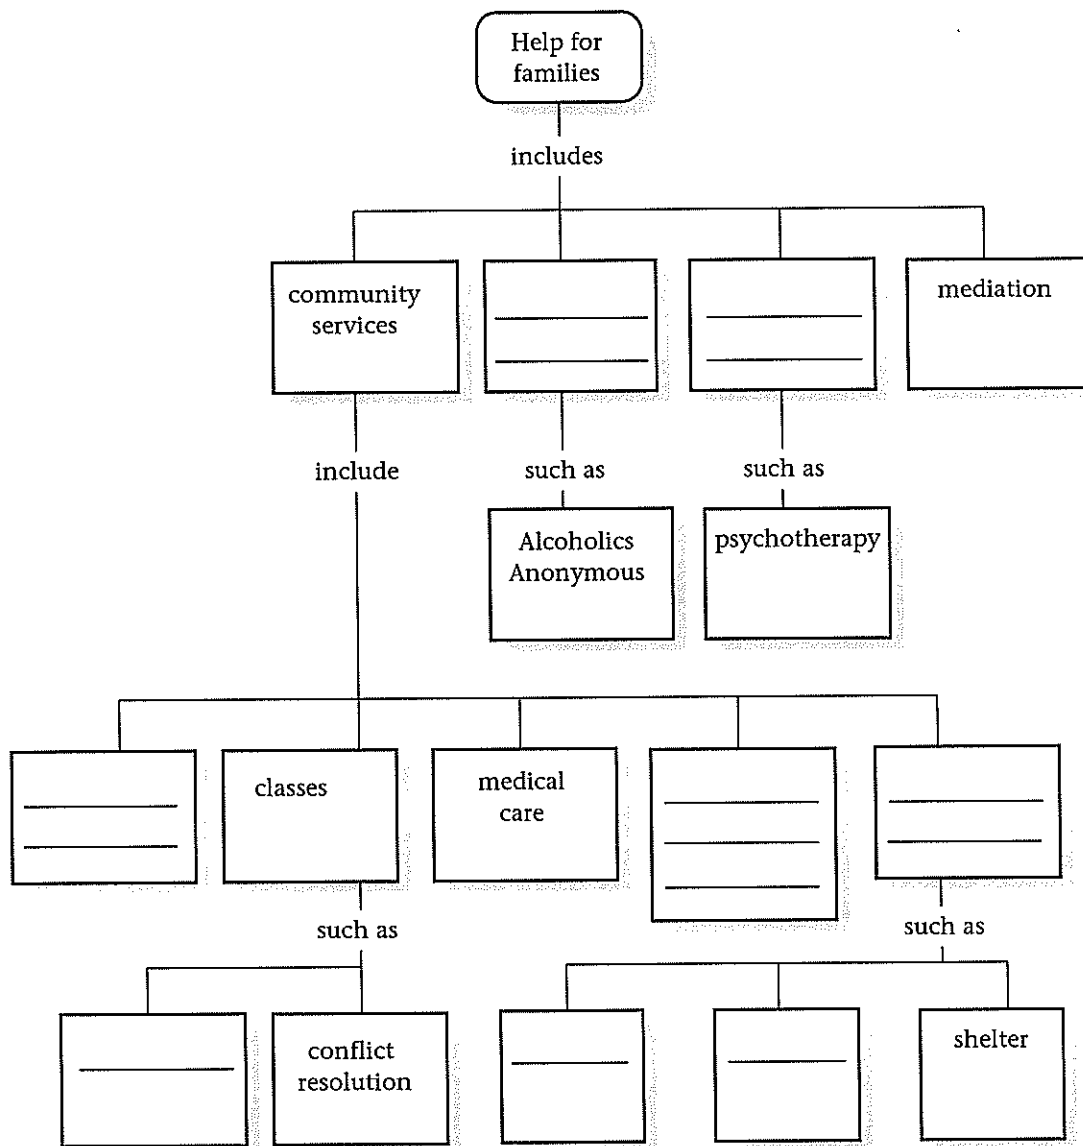 Help for
families
includes
community
services
mediation
include
such as
such as
Alcoholics
Anonymous
psychotherapy
classes
medical
care
such as
such as
conflict
resolution
shelter